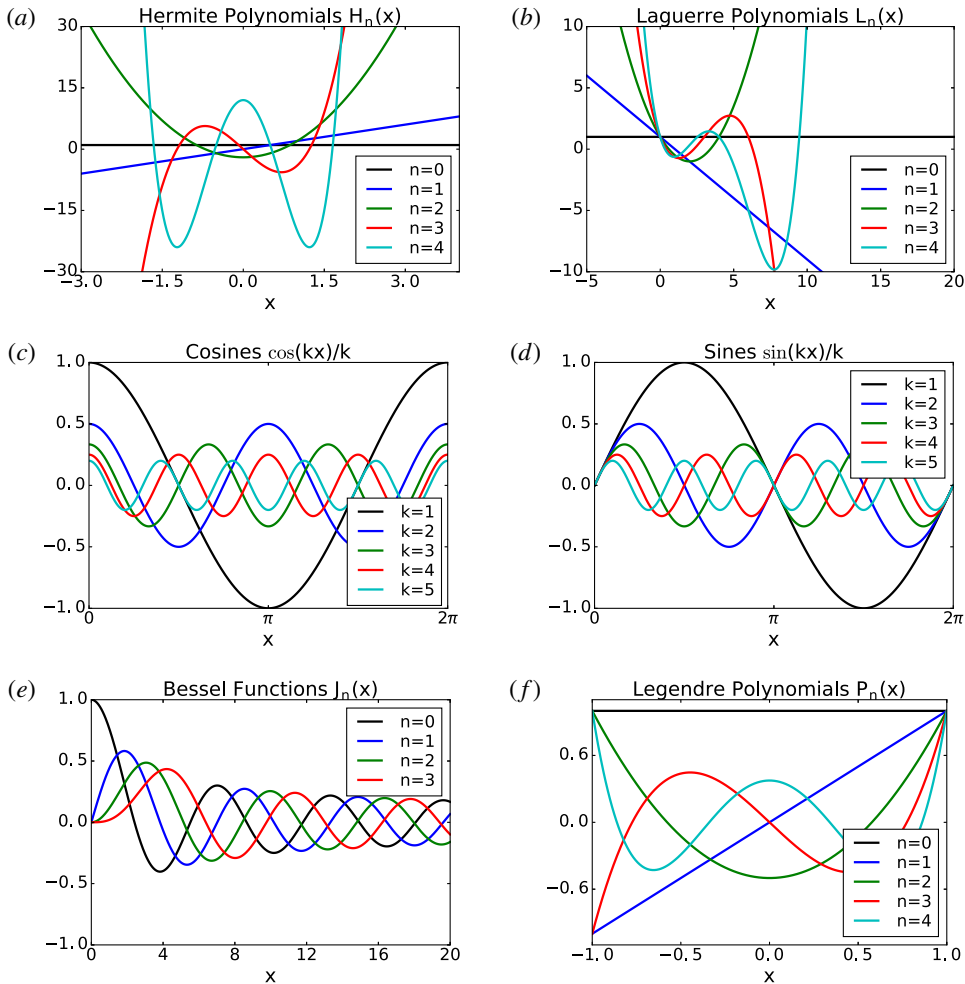 (a) Hermite Polynomials Hn(x)
30
15
0
−15
−30
−3.0 −1.5 0.0 1.5 3.0
x
n=0
n=1
n=2
n=3
n=4
(b) Laguerre Polynomials Ln(x)
10
5
0
−5
−10
−5 0 5 10 15 20
x
n=0
n=1
n=2
n=3
n=4
(c) Cosines cos(kx)/k
1.0
0.5
0.0
−0.5
−1.0
0 π 2π
x
k=1
k=2
k=3
k=4
k=5
(d) Sines sin(kx)/k
1.0
0.5
0.0
−0.5
−1.0
0 π 2π
x
k=1
k=2
k=3
k=4
k=5
(e) Bessel Functions Jn(x)
1.0
0.5
0.0
−0.5
−1.0
0 4 8 12 16 20
x
n=0
n=1
n=2
n=3
(f) Legendre Polynomials Pn(x)
0.6
0.0
−0.6
−1.0 −0.5 0.0 0.5 1.0
x
n=0
n=1
n=2
n=3
n=4